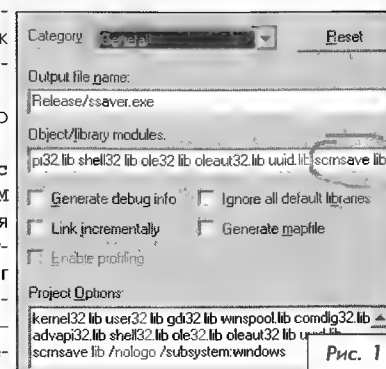 Category General Reset
Output file name:
Release/ssaver.exe
Object/library modules.
pi32.lib shell32 lib ole32 lib oleaut32 lib uuid.lib scrnsave lib
Generate debug info Ignore all default libraries
Link incrementally Generate mapfile
Enable profiling
Project Options:
kernel32 lib user32 lib gdi32 lib winspool.lib comdlg32.lib
advapi32.lib shell32.lib ole32.lib oleaut32 lib uuid.lib
scrnsave lib /nologo /subsystem:windows
Рис. 1